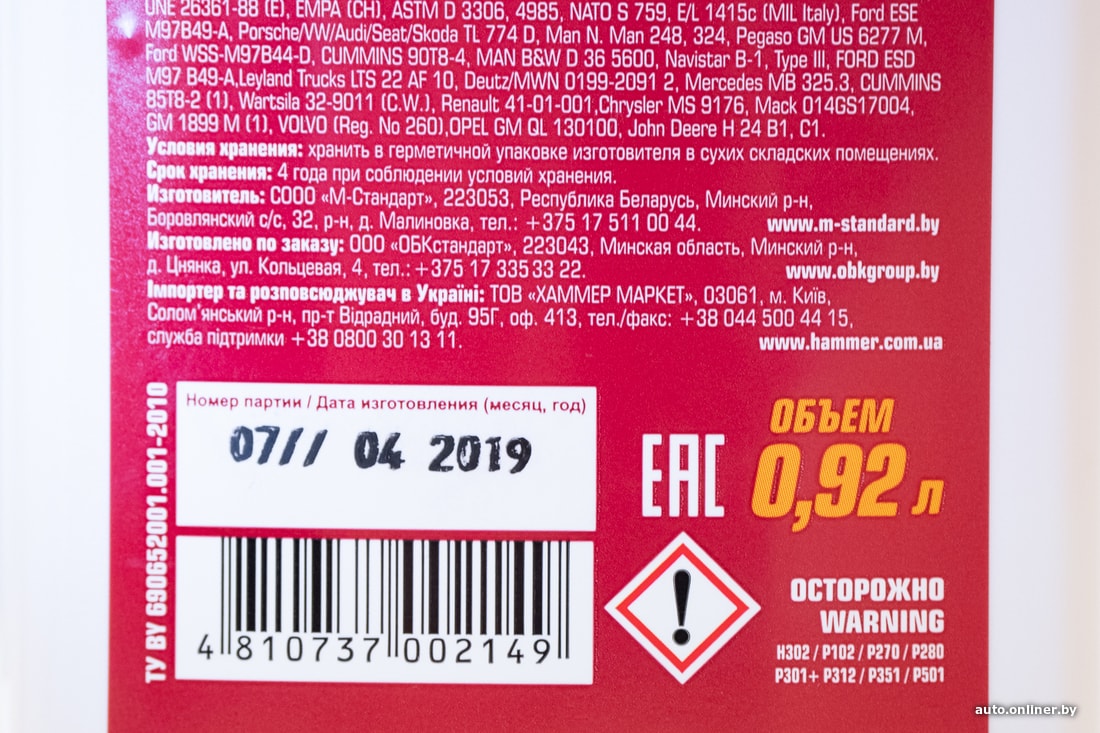 UNE 26361-88 (E), EMPA (CH), ASTM D 3306, 4985, NATO S 759, E/L 1415c (MIL Italy), Ford ESE
M97B49-A, Porsche/VW/Audi/Seat/Skoda TL 774 D, Man N. Man 248, 324, Pegaso GM US 6277 M,
Ford WSS-M97B44-D, CUMMINS 90T8-4, MAN B&W D 36 5600, Navistar B-1, Type III, FORD ESD
M97 B49-A,Leyland Trucks LTS 22 AF 10, Deutz/MWN 0199-2091 2, Mercedes MB 325.3, CUMMINS
85T8-2 (1), Wartsila 32-9011 (C.W.), Renault 41-01-001,Chrysler MS 9176, Mack 014GS17004,
GM 1899 M (1), VOLVO (Reg. No 260),OPEL GM QL 130100, John Deere H 24 B1, C1.
Условия хранения: хранить в герметичной упаковке изготовителя в сухих складских помещениях.
Срок хранения: 4 года при соблюдении условий хранения.
Изготовитель: СООО «М-Стандарт», 223053, Республика Беларусь, Минский р-н,
Боровлянский с/с, 32, р-н, д. Малиновка, тел.: +375 17 511 00 44. www.m-standard.by
Изготовлено по заказу: ООО «ОБКстандарт», 223043, Минская область, Минский р-н,
д. Цнянка, ул. Кольцевая, 4, тел.: +375 17 335 33 22. www.obkgroup.by
Імпортер та розповсюджувач в Україні: ТОВ «ХАММЕР МАРКЕТ», 03061, м. Київ,
Солом'янський р-н, пр-т Відрадний, буд. 95Г, оф. 413, тел./факс: +38 044 500 44 15,
служба підтримки +38 0800 30 13 11. www.hammer.com.ua
ТУ BY 690652001.001-2010
Номер партии / Дата изготовления (месяц, год)
07// 04 2019
4 810737 002149
EAC
ОБЪЕМ
0,92 л
ОСТОРОЖНО
WARNING
H302 / P102 / P270 / P280
P301+ P312 / P351 / P501
auto.onliner.by